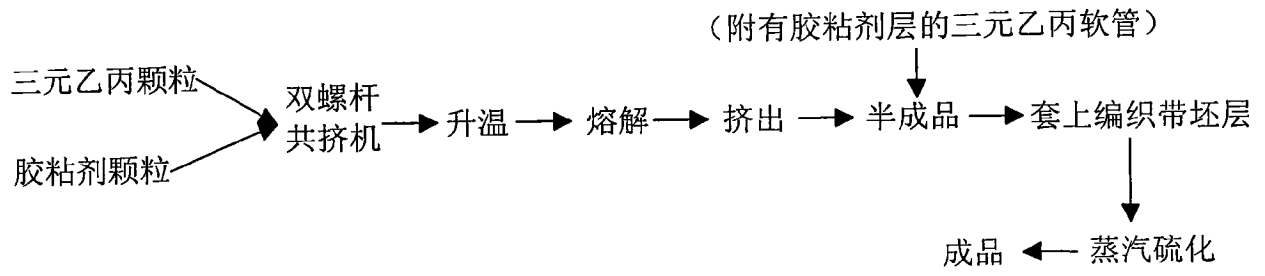 （附有胶粘剂层的三元乙丙软管）
三元乙丙颗粒
胶粘剂颗粒
双螺杆
共挤机
升温
熔解
挤出
半成品
套上编织带坯层
蒸汽硫化
成品